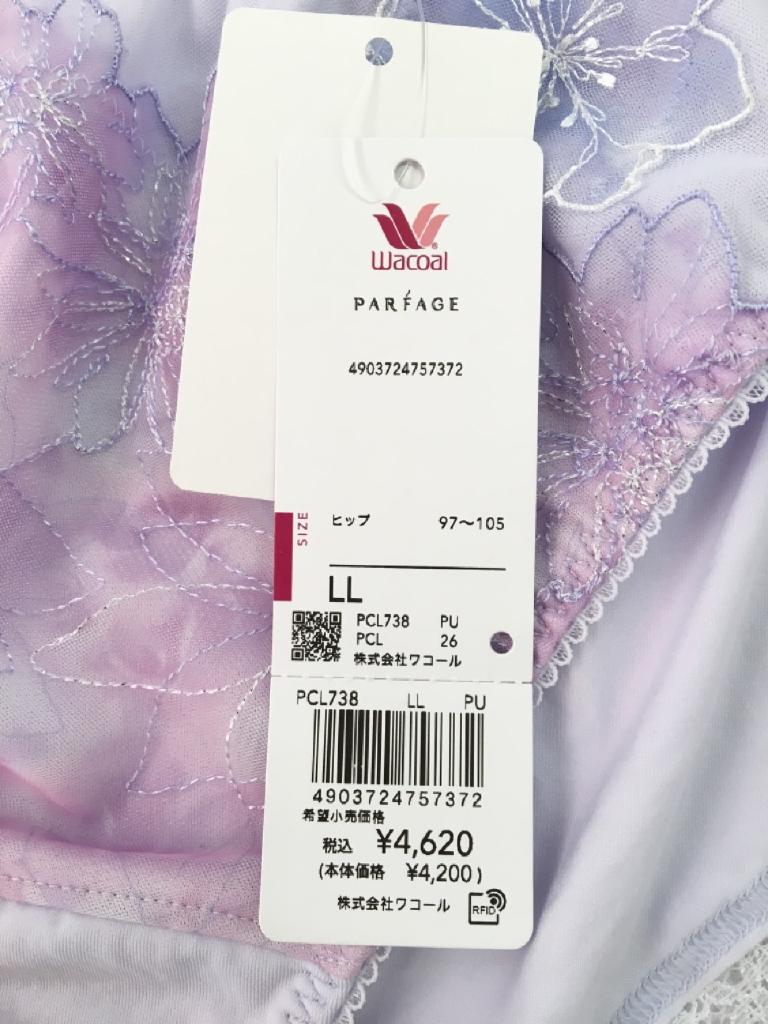 Wacoal
PARFAGE
4903724757372
SIZE
ヒップ 97〜105
LL
PCL738 PU
PCL 26
株式会社ワコール
PCL738 LL PU
4903724757372
希望小売価格
税込 ¥4,620
(本体価格 ¥4,200)
株式会社ワコール
RFID